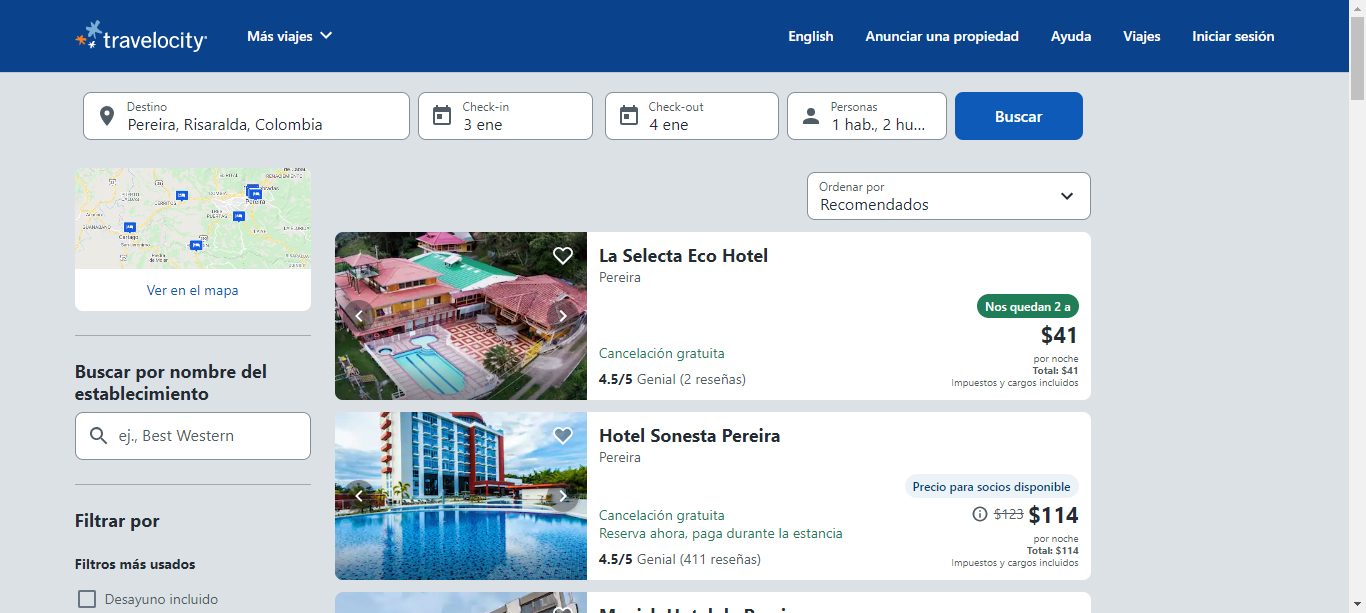 travelocity
Más viajes
English
Anunciar una propiedad
Ayuda
Viajes
Iniciar sesión
Destino
Pereira, Risaralda, Colombia
Check-in
3 ene
Check-out
4 ene
Personas
1 hab., 2 hu...
Buscar
Pereira
Cartago
CERRITOS
Ver en el mapa
Buscar por nombre del
establecimiento
ej., Best Western
Filtrar por
Filtros más usados
Desayuno incluido
Ordenar por
Recomendados
La Selecta Eco Hotel
Pereira
Nos quedan 2 a
$41
por noche
Total: $41
Impuestos y cargos incluidos
Cancelación gratuita
4.5/5 Genial (2 reseñas)
Hotel Sonesta Pereira
Pereira
Precio para socios disponible
$123 $114
por noche
Total: $114
Impuestos y cargos incluidos
Cancelación gratuita
Reserva ahora, paga durante la estancia
4.5/5 Genial (411 reseñas)